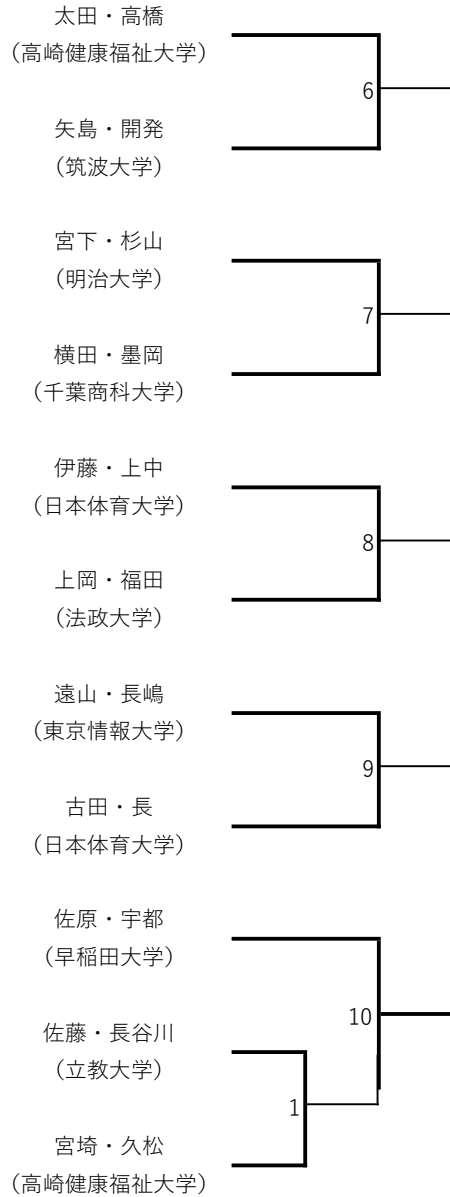 太田・高橋
（高崎健康福祉大学）
6
矢島・開発
（筑波大学）
宮下・杉山
（明治大学）
7
横田・墨岡
（千葉商科大学）
伊藤・上中
（日本体育大学）
8
上岡・福田
（法政大学）
遠山・長嶋
（東京情報大学）
9
古田・長
（日本体育大学）
佐原・宇都
（早稲田大学）
10
佐藤・長谷川
（立教大学）
1
宮埼・久松
（高崎健康福祉大学）